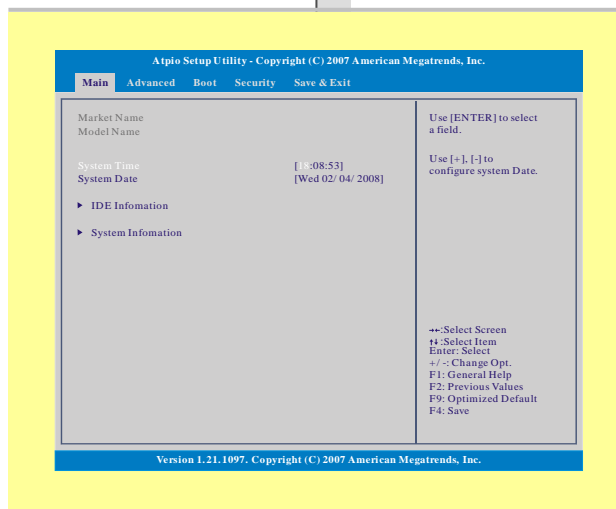 Atpio Setup Utility - Copyright (C) 2007 American Megatrends, Inc.
Main Advanced Boot Security Save & Exit
Market Name
Model Name
System Time [18:08:53]
System Date [Wed 02/ 04/ 2008]
► IDE Infomation
► System Infomation
Use [ENTER] to select
a field.
Use [+], [-] to
configure system Date.
→←:Select Screen
↑↓:Select Item
Enter: Select
+/ -: Change Opt.
F1: General Help
F2: Previous Values
F9: Optimized Default
F4: Save
Version 1.21.1097. Copyright (C) 2007 American Megatrends, Inc.